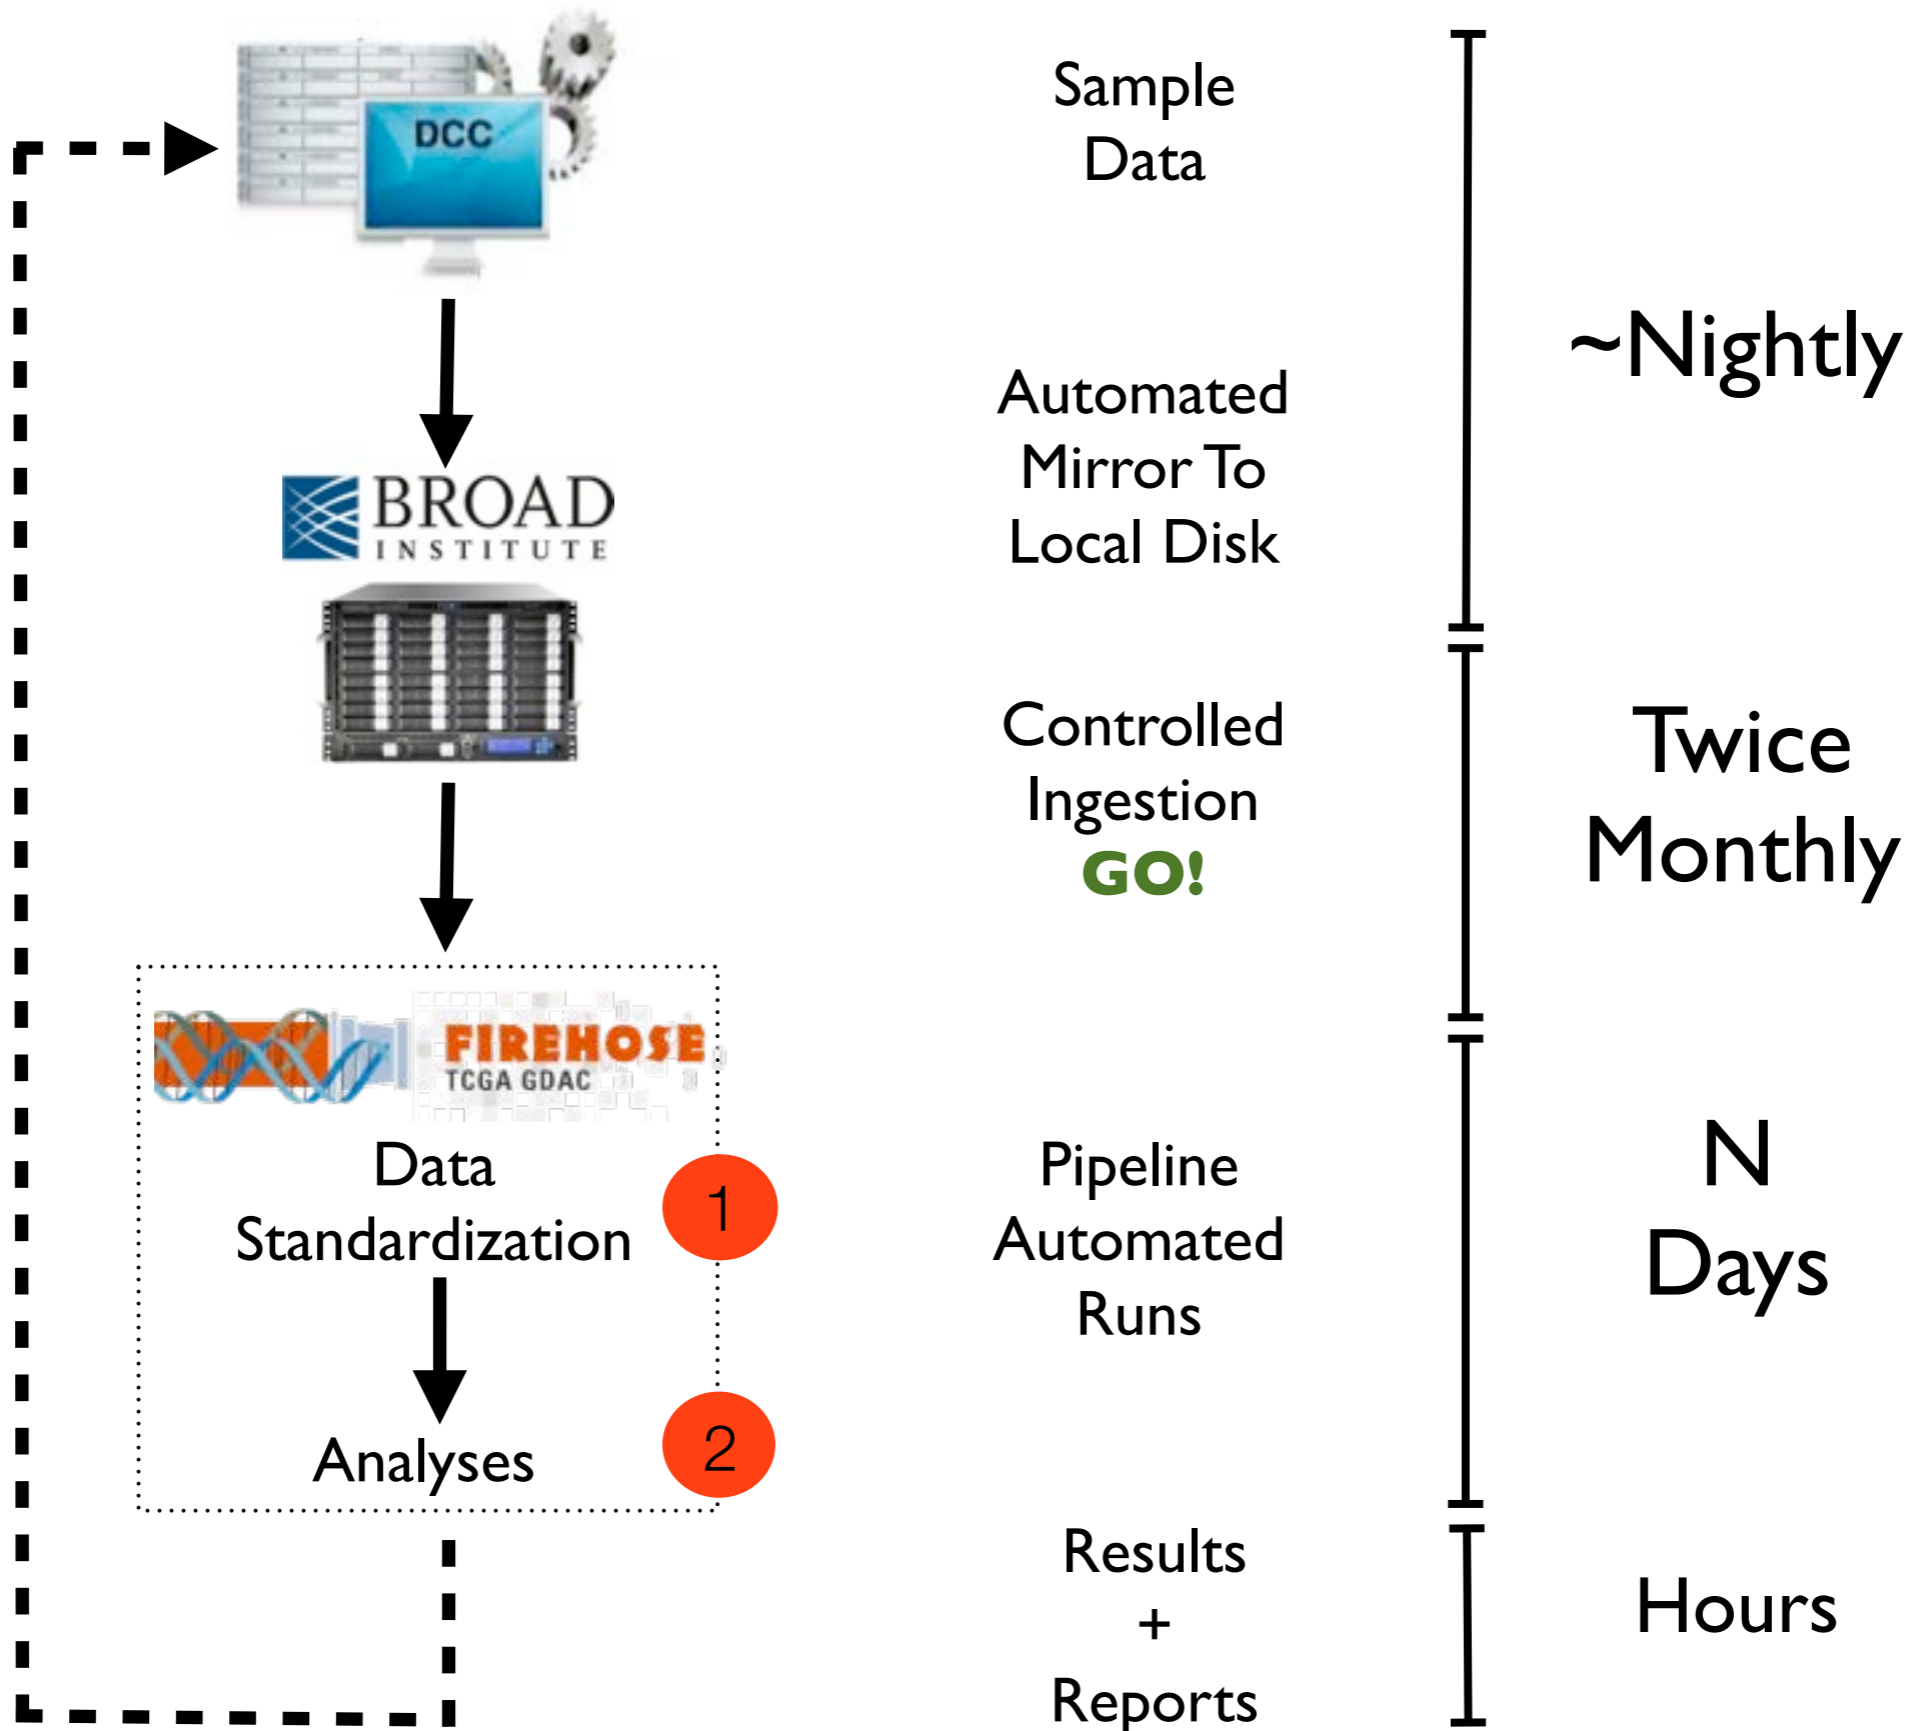 DCC
Sample
Data
~Nightly
Automated
Mirror To
Local Disk
BROAD
INSTITUTE
Controlled
Ingestion
GO!
Twice
Monthly
FIREHOSE
TCGA GDAC
Data
Standardization
1
Pipeline
Automated
Runs
N
Days
Analyses
2
Results
+
Reports
Hours